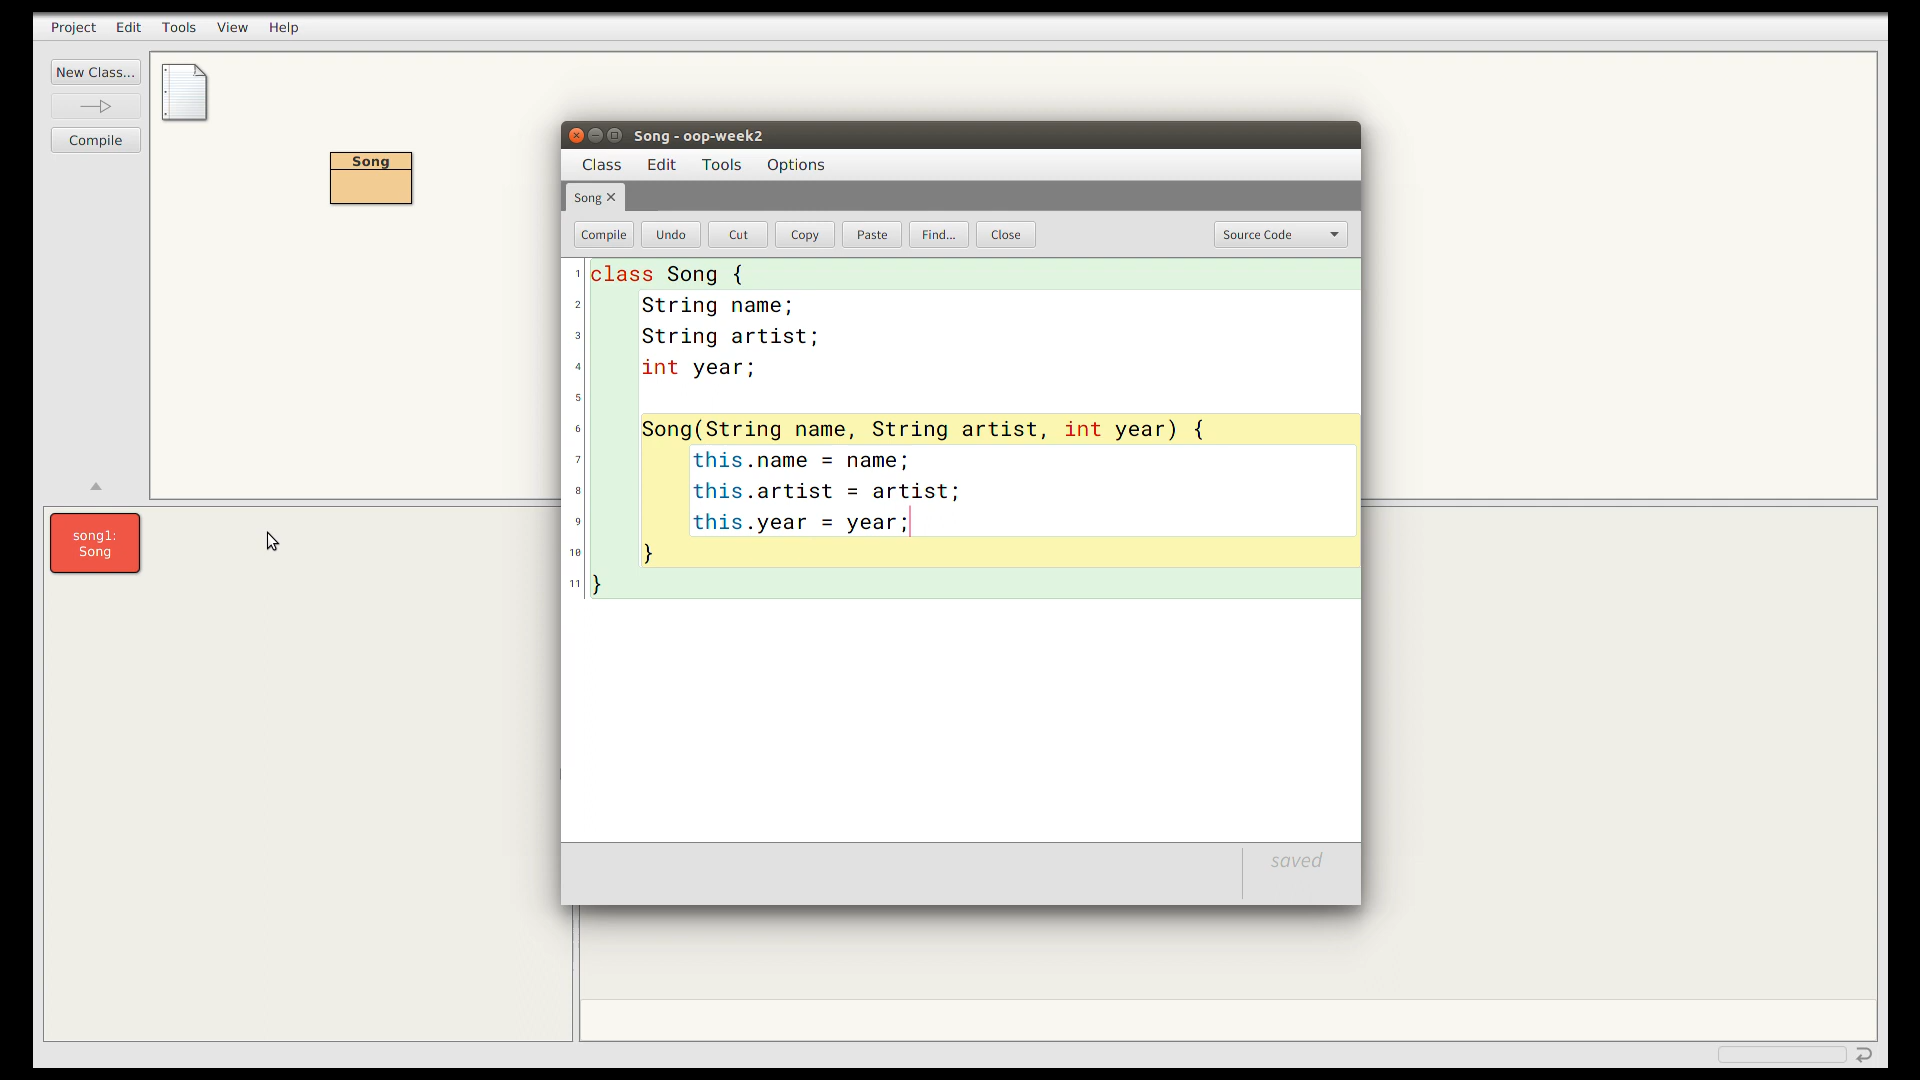 Project Edit Tools View Help
New Class...
Compile
Song
song1:
Song
Song - oop-week2
Class Edit Tools Options
Song
Compile Undo Cut Copy Paste Find... Close Source Code
1 class Song {
2 String name;
3 String artist;
4 int year;
5
6 Song(String name, String artist, int year) {
7 this.name = name;
8 this.artist = artist;
9 this.year = year;
10 }
11 }
saved